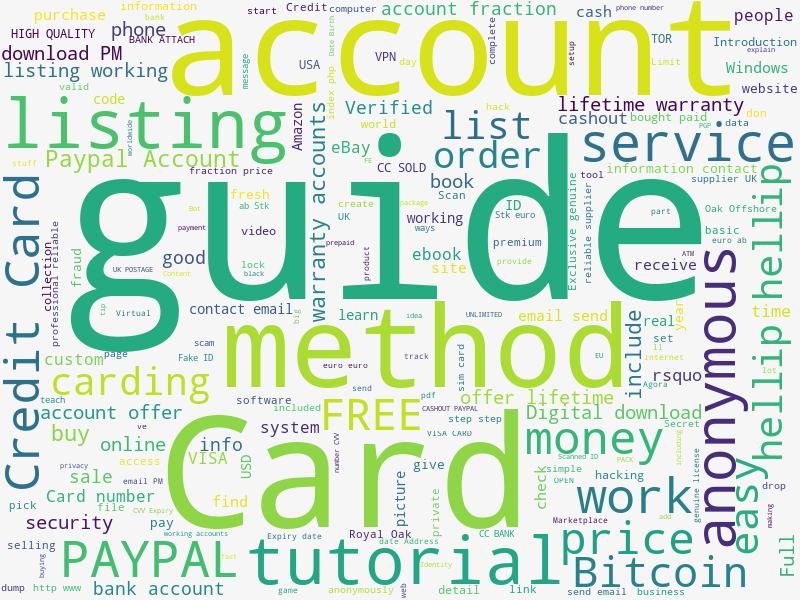 purchase
information
bank
start
Credit
computer
account fraction
cash
phone number
people
HIGH QUALITY
phone
BANK ATTACH
account
complete
setup
TOR
Introduction
explain
download PM
message
USA
Date Birth
VPN
day
Limit
Windows
listing working
valid
code
index php
hack
website
listing
worldwide
Amazon
Verified
list
lifetime warranty
cashout
bought paid
PGP
data
don
stuff
Paypal Account
eBay
world
FE
order
service
fraction price
CC SOLD
information contact
guide
warranty accounts
book
Scan
tool
supplier UK
Credit Card
collection
professional reliable
fraud
fresh
ab Stk
create
UK
package
working
ways
ID
Stk euro
Exclusive genuine
reliable supplier
part
basic
Oak Offshore
euro ab
hellip hellip
Bot
payment
video
prepaid
black
good
lock
product
ebook
site
premium
provide
receive
ATM
UK POSTAGE
Content
tip
Virtual
contact email
big
learn
UNLIMITED
idea
email send
include
real
set
ll
internet
year
time
anonymous
page
scam
Fake ID
method
track
EU
custom
euro euro
send
sim card
rsquo
Agora
lot
teach
carding
software
included
pdf
offer lifetime
account offer
ve
FREE
CASHOUT PAYPAL
step step
Digital download
Secret
buy
online
info
system
number CVV
VISA CARD
money
including
easy
access
VISA
USD
Card
picture
give
Scanned ID
PACK
check
simple
OPEN
hacking
genuine license
privacy
sale
email PM
Card number
file
CVV Expiry
find
private
work
drop
pick
security
pay
working accounts
Expiry date
Royal Oak
date Address
CC BANK
Marketplace
add
making
Full
selling
buying
PAYPAL
fast
tutorial
Identity
price
dump
http www
bank account
game
anonymously
web
detail
link
Bitcoin
send email
business